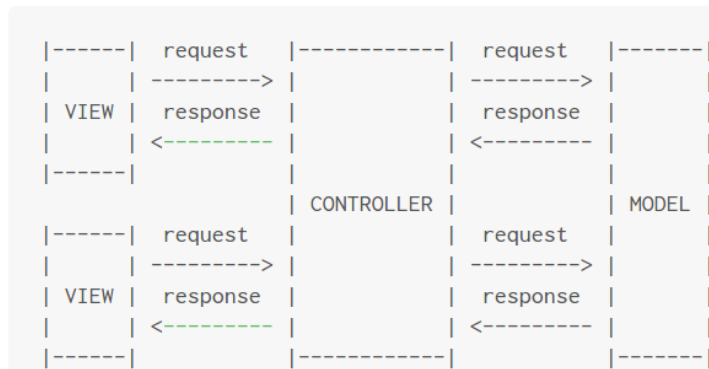 |------|  request   |------------|  request   |-------|
|      | ---------> |            | ---------> |       |
| VIEW |  response  |            |  response  |       |
|      | <--------- |            | <--------- |       |
|------|            |            |            |       |
                    | CONTROLLER |            | MODEL |
|------|  request   |            |  request   |       |
|      | ---------> |            | ---------> |       |
| VIEW |  response  |            |  response  |       |
|      | <--------- |            | <--------- |       |
|------|            |------------|            |-------|